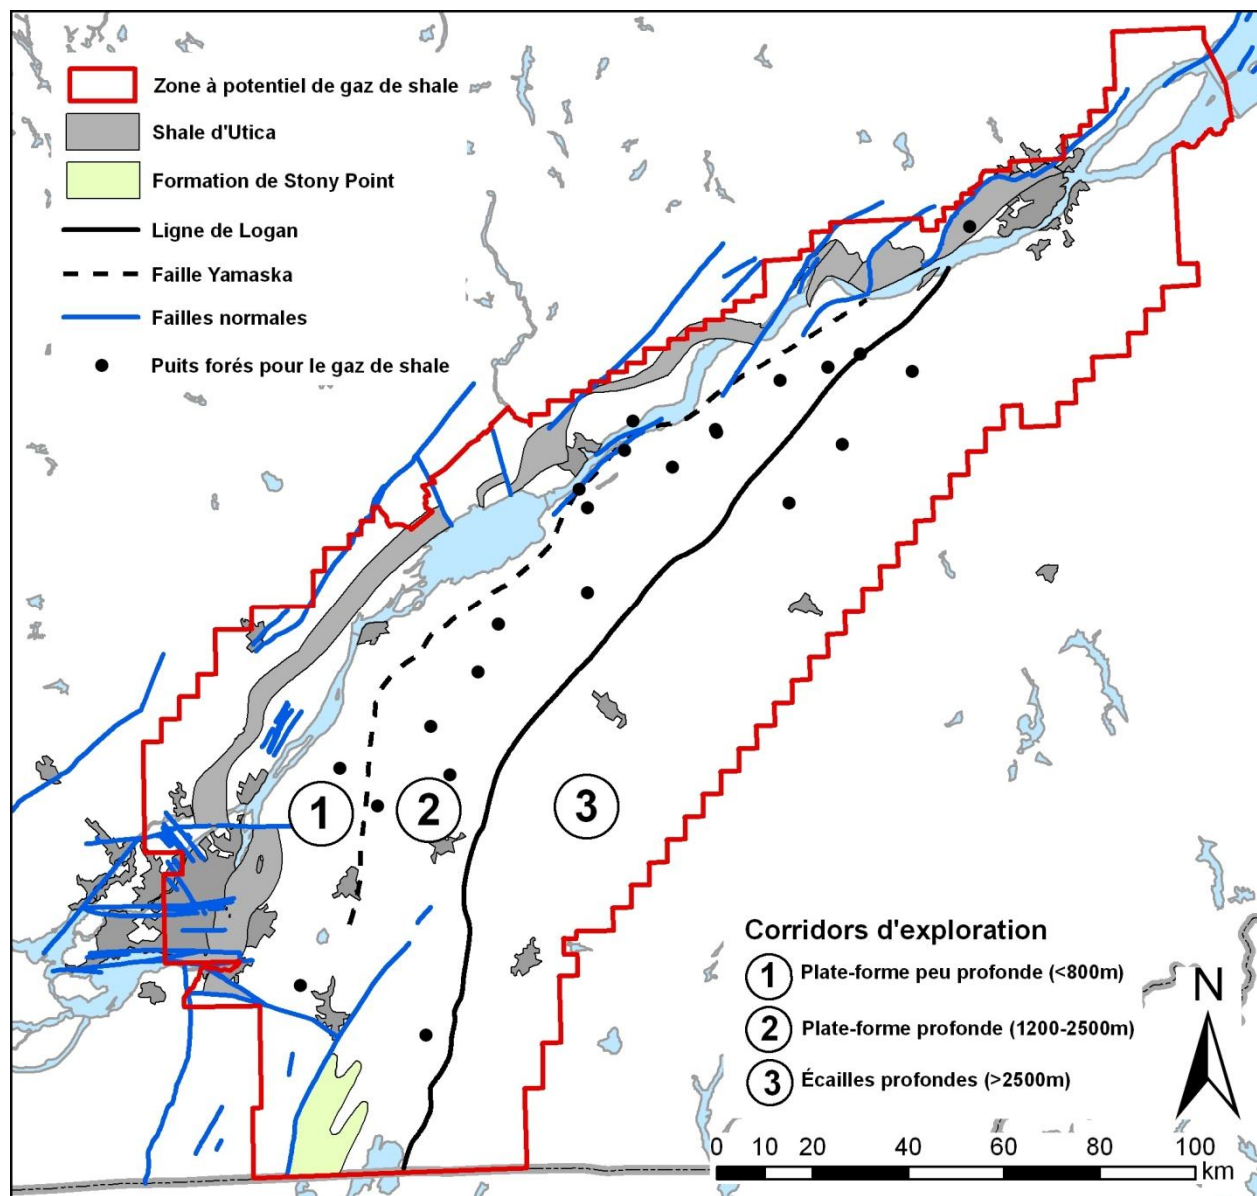 Zone à potentiel de gaz de shale
Shale d'Utica
Formation de Stony Point
Ligne de Logan
Faille Yamaska
Failles normales
Puits forés pour le gaz de shale
1
2
3
Corridors d'exploration
1 Plate-forme peu profonde (<800m)
2 Plate-forme profonde (1200-2500m)
3 Écailles profondes (>2500m)
N
0 10 20 40 60 80 100
km